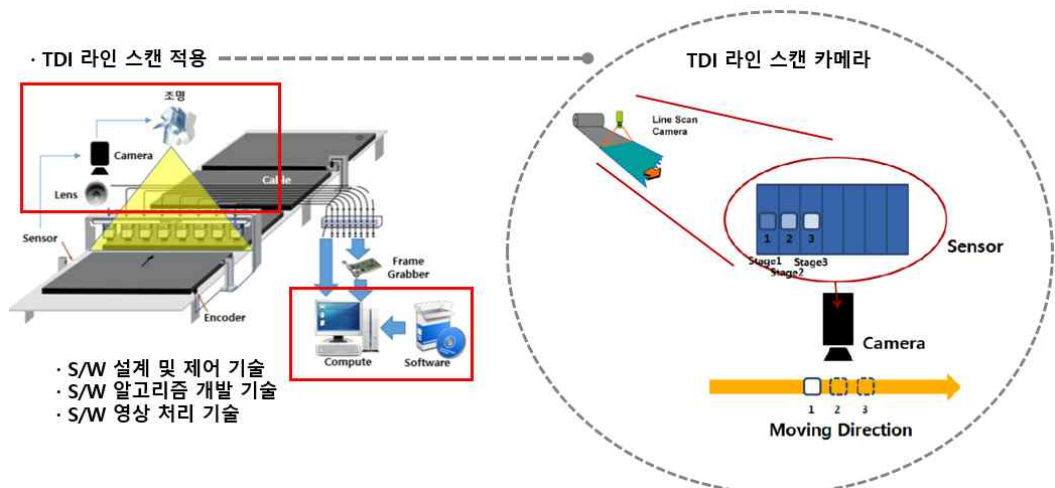 · TDI 라인 스캔 적용
조명
Camera
Lens
Cable
Sensor
Frame
Grabber
Encoder
Compute
Software
· S/W 설계 및 제어 기술
· S/W 알고리즘 개발 기술
· S/W 영상 처리 기술
TDI 라인 스캔 카메라
Line Scan
Camera
1 2 3
Stage1 Stage3
Stage2
Sensor
Camera
1 2 3
Moving Direction